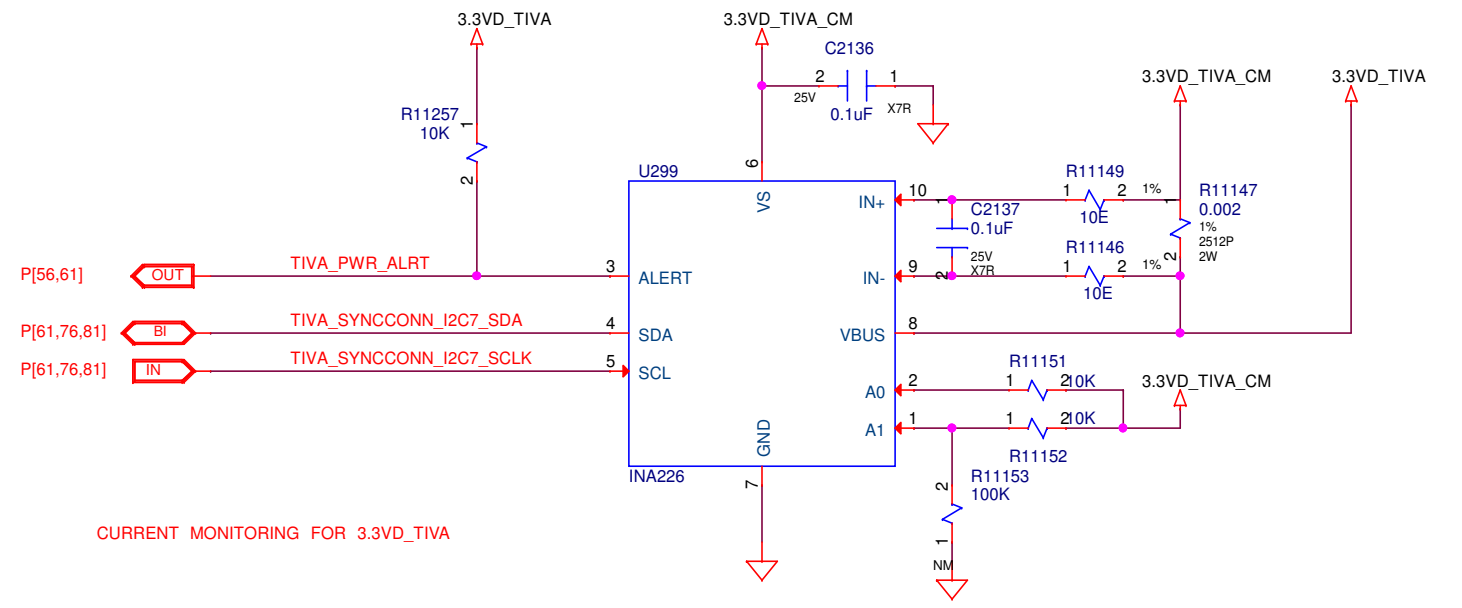 3.3VD_TIVA
3.3VD_TIVA_CM
C2136
2
1
25V
X7R
0.1uF
3.3VD_TIVA_CM
3.3VD_TIVA
R11257
10K
1
2
6
U299
VS
IN+
10
1
C2137
0.1uF
25V
X7R
2
R11149
1
2
1%
10E
1
R11147
0.002
1%
2512P
2W
2
R11146
1
2
1%
10E
IN-
9
P[56,61]
OUT
TIVA_PWR_ALRT
3
ALERT
P[61,76,81]
BI
TIVA_SYNCCONN_I2C7_SDA
4
SDA
VBUS
8
P[61,76,81]
IN
TIVA_SYNCCONN_I2C7_SCLK
5
SCL
R11151
A0
2
1
2
10K
3.3VD_TIVA_CM
A1
1
1
2
10K
R11152
GND
7
INA226
R11153
100K
2
1
NM
CURRENT MONITORING FOR 3.3VD_TIVA